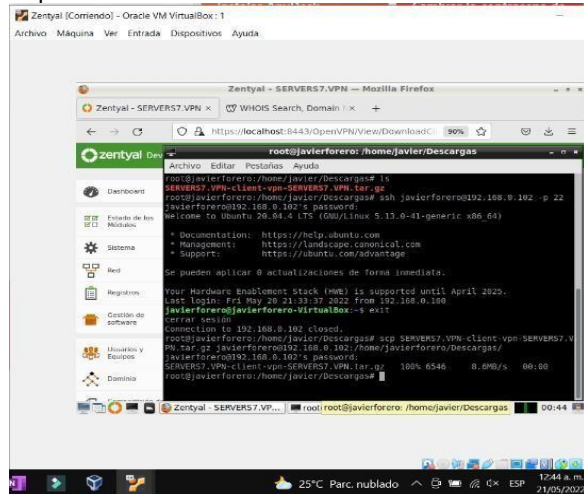 Zentyal [Corriendo] - Oracle VM VirtualBox : 1
Archivo Máquina Ver Entrada Dispositivos Ayuda
Zentyal - SERVERS7.VPN — Mozilla Firefox
Zentyal - SERVERS7.VPN ×
WHOIS Search, Domain × +
https://localhost:8443/OpenVPN/View/DownloadCl 90%
zentyal Dev
root@javierforero: /home/javier/Descargas
Archivo Editar Pestañas Ayuda
Dashboard
Estado de los Módulos
Sistema
Red
Registros
Gestión de software
Usuarios y Equipos
Dominio
root@javierforero:/home/javier/Descargas# ls
SERVERS7.VPN-client-vpn-SERVERS7.VPN.tar.gz
root@javierforero:/home/javier/Descargas# ssh javierforero@192.168.0.102 -p 22
javierforero@192.168.0.102's password:
Welcome to Ubuntu 20.04.4 LTS (GNU/Linux 5.13.0-41-generic x86_64)
* Documentation: https://help.ubuntu.com
* Management: https://landscape.canonical.com
* Support: https://ubuntu.com/advantage
Se pueden aplicar 0 actualizaciones de forma inmediata.
Your Hardware Enablement Stack (HWE) is supported until April 2025.
Last login: Fri May 20 21:33:37 2022 from 192.168.0.100
javierforero@javierforero-VirtualBox:~$ exit
cerrar sesión
Connection to 192.168.0.102 closed.
root@javierforero:/home/javier/Descargas# scp SERVERS7.VPN-client-vpn-SERVERS7.V
PN.tar.gz javierforero@192.168.0.102:/home/javierforero/Descargas/
javierforero@192.168.0.102's password:
SERVERS7.VPN-client-vpn-SERVERS7.VPN.tar.gz 100% 6546 8.6MB/s 00:00
root@javierforero:/home/javier/Descargas#
Zentyal - SERVERS7.VP...
root
root@javierforero: /home/javier/Descargas
00:44
25°C Parc. nublado
ESP
12:44 a. m.
21/05/2022